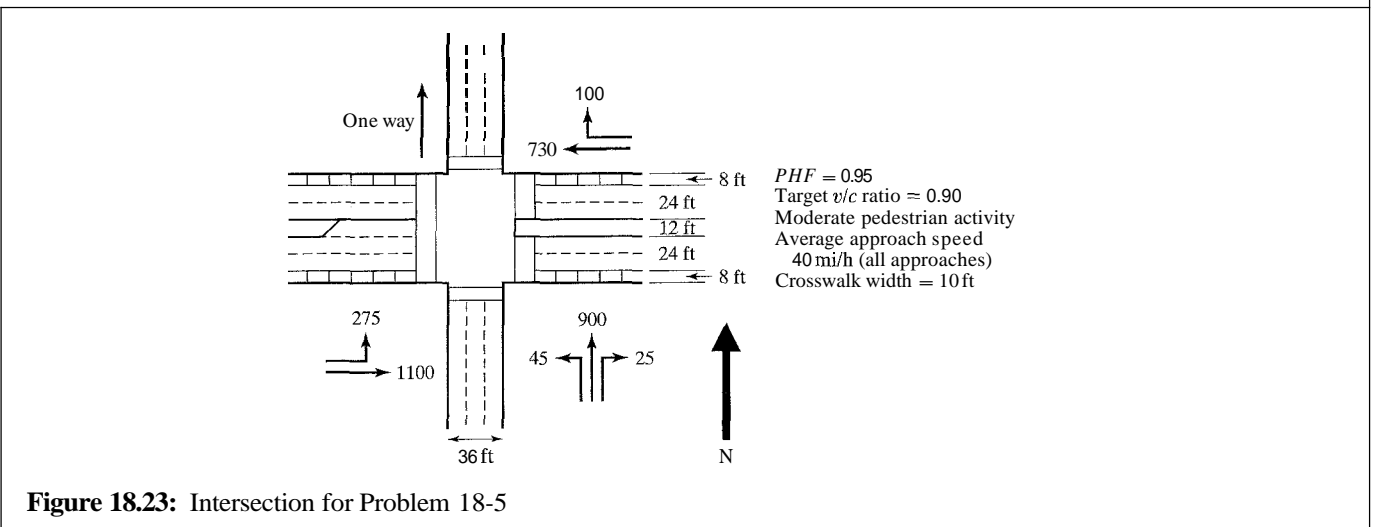 One way
100
730
8 ft
24 ft
12 ft
24 ft
8 ft
PHF = 0.95
Target v/c ratio = 0.90
Moderate pedestrian activity
Average approach speed
40 mi/h (all approaches)
Crosswalk width = 10 ft
275
1100
900
45
25
36 ft
N
Figure 18.23: Intersection for Problem 18-5